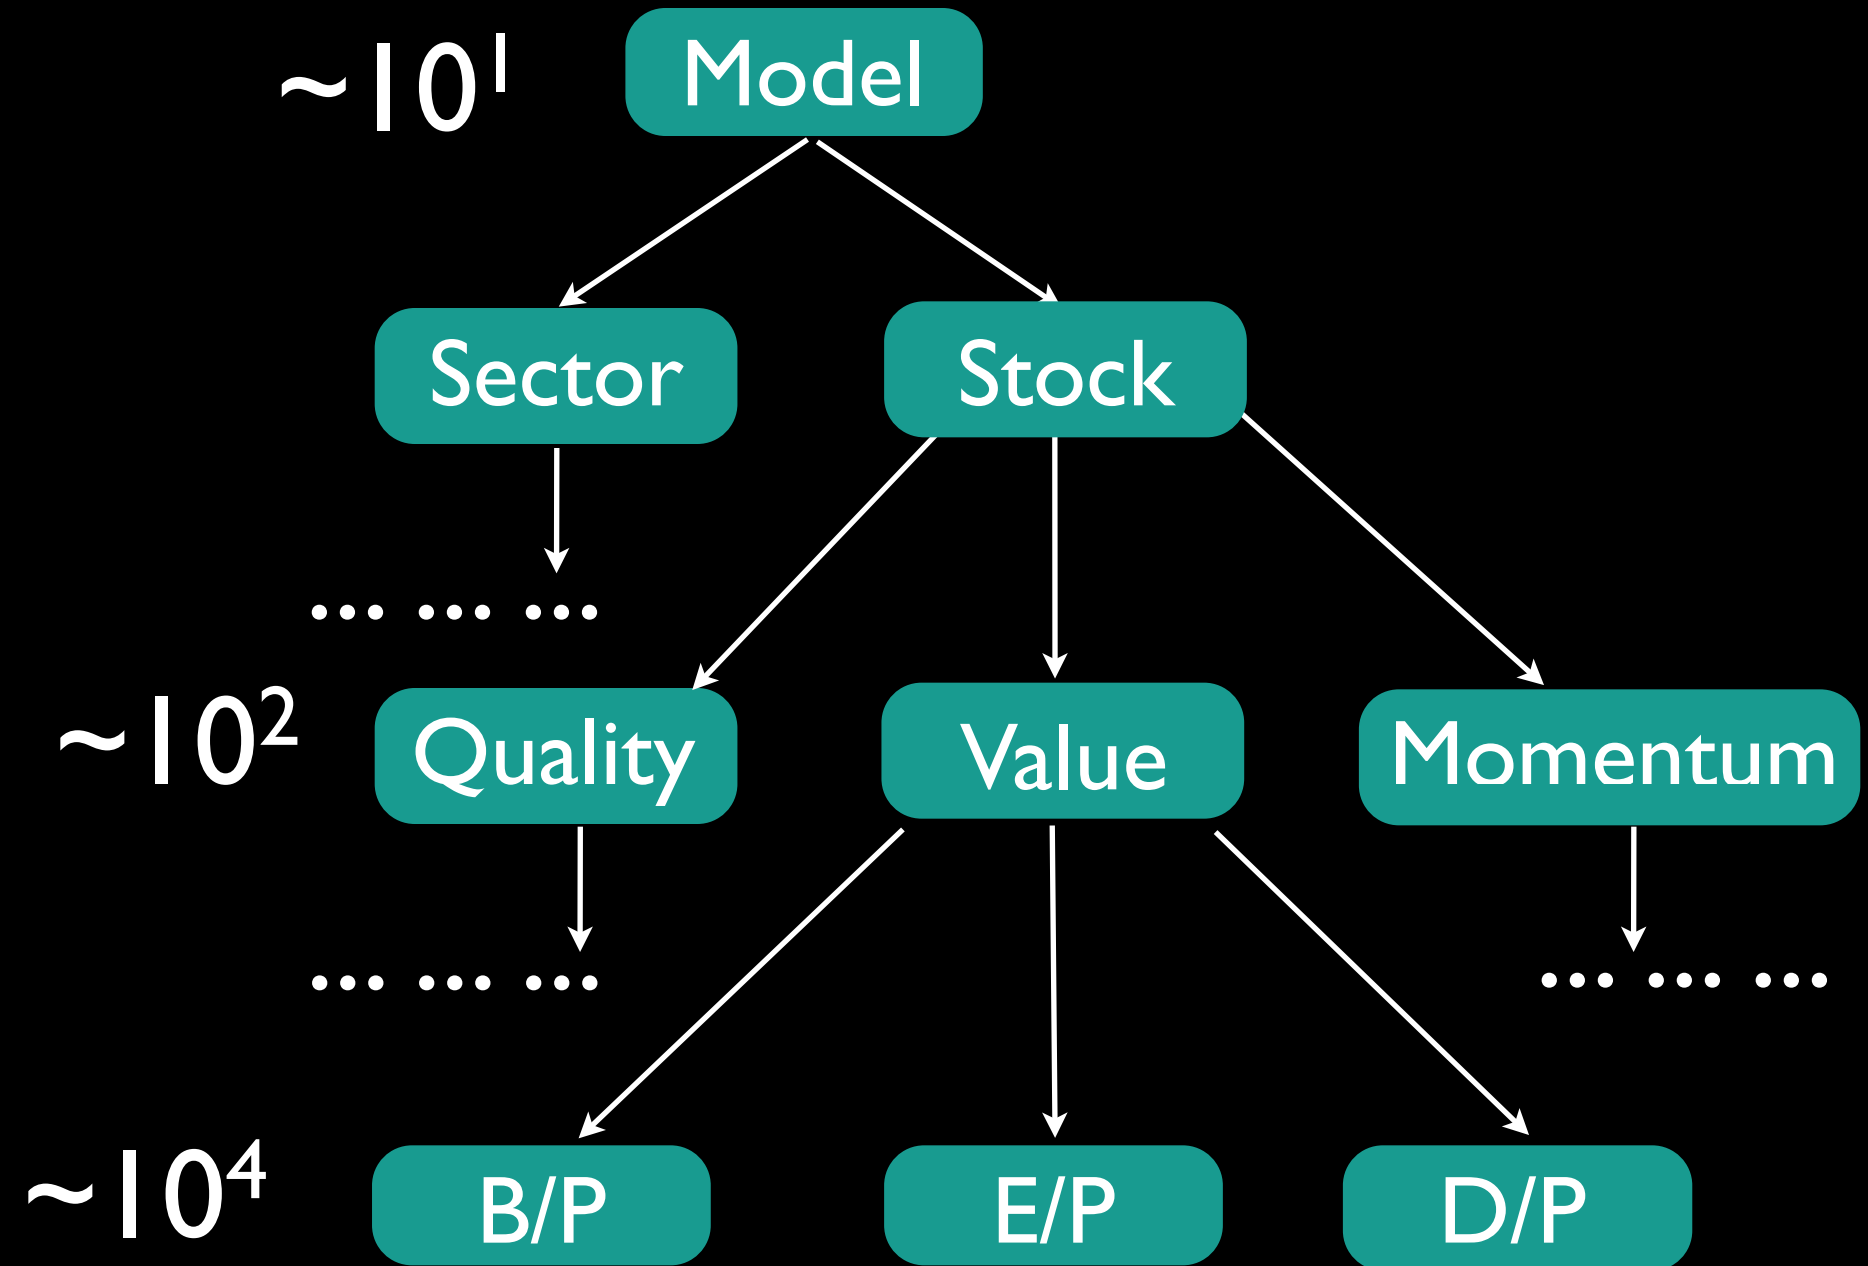 ~10¹ Model
Sector Stock
... ... ...
~10² Quality Value Momentum
... ... ... ... ... ...
~10⁴ B/P E/P D/P